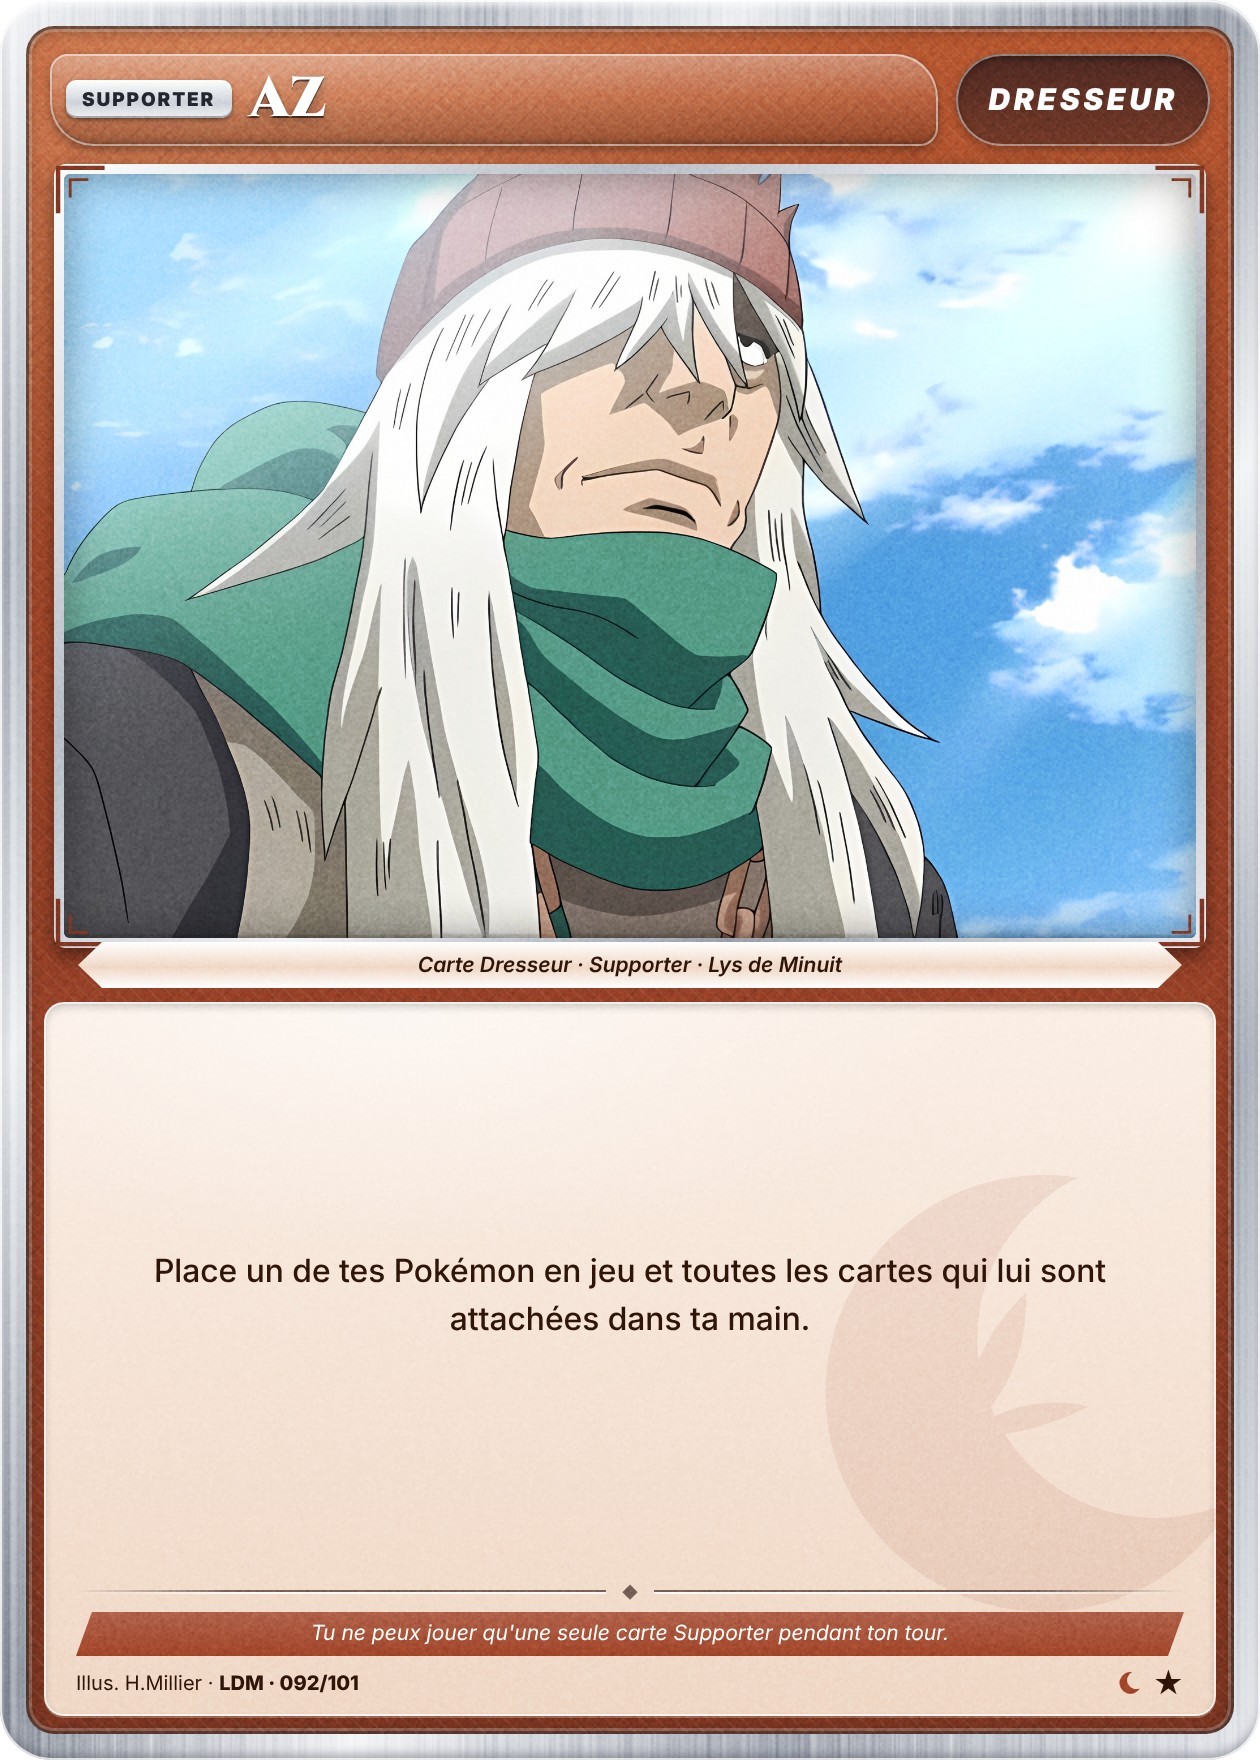 SUPPORTER AZ DRESSEUR
Carte Dresseur · Supporter · Lys de Minuit
Place un de tes Pokémon en jeu et toutes les cartes qui lui sont
attachées dans ta main.
Tu ne peux jouer qu'une seule carte Supporter pendant ton tour.
Illus. H.Millier · LDM · 092/101